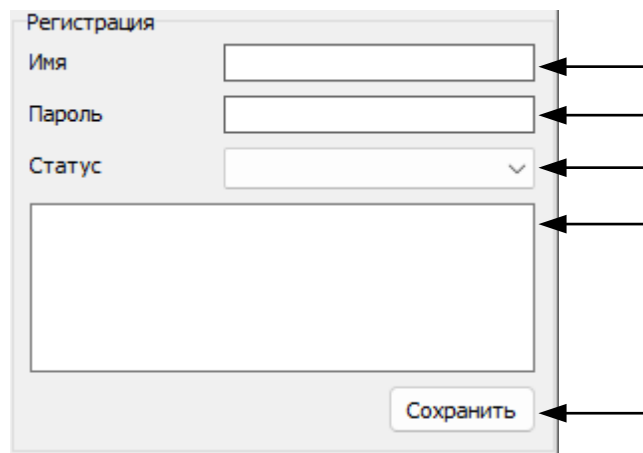 Регистрация
Имя
Пароль
Статус
Сохранить